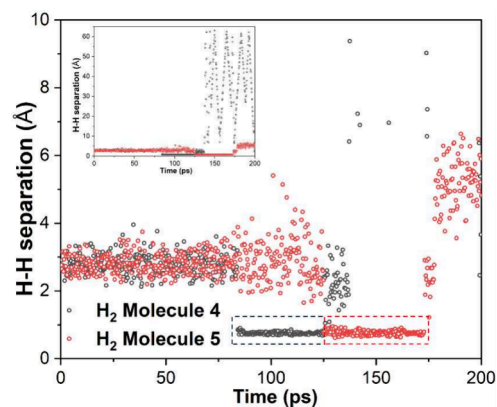 H-H separation (Å)
10
8
6
4
2
0
0 50 100 150 200
Time (ps)
H₂ Molecule 4
H₂ Molecule 5
H-H separation (Å)
60
50
40
30
20
10
0
0 50 100 150 200
Time (ps)